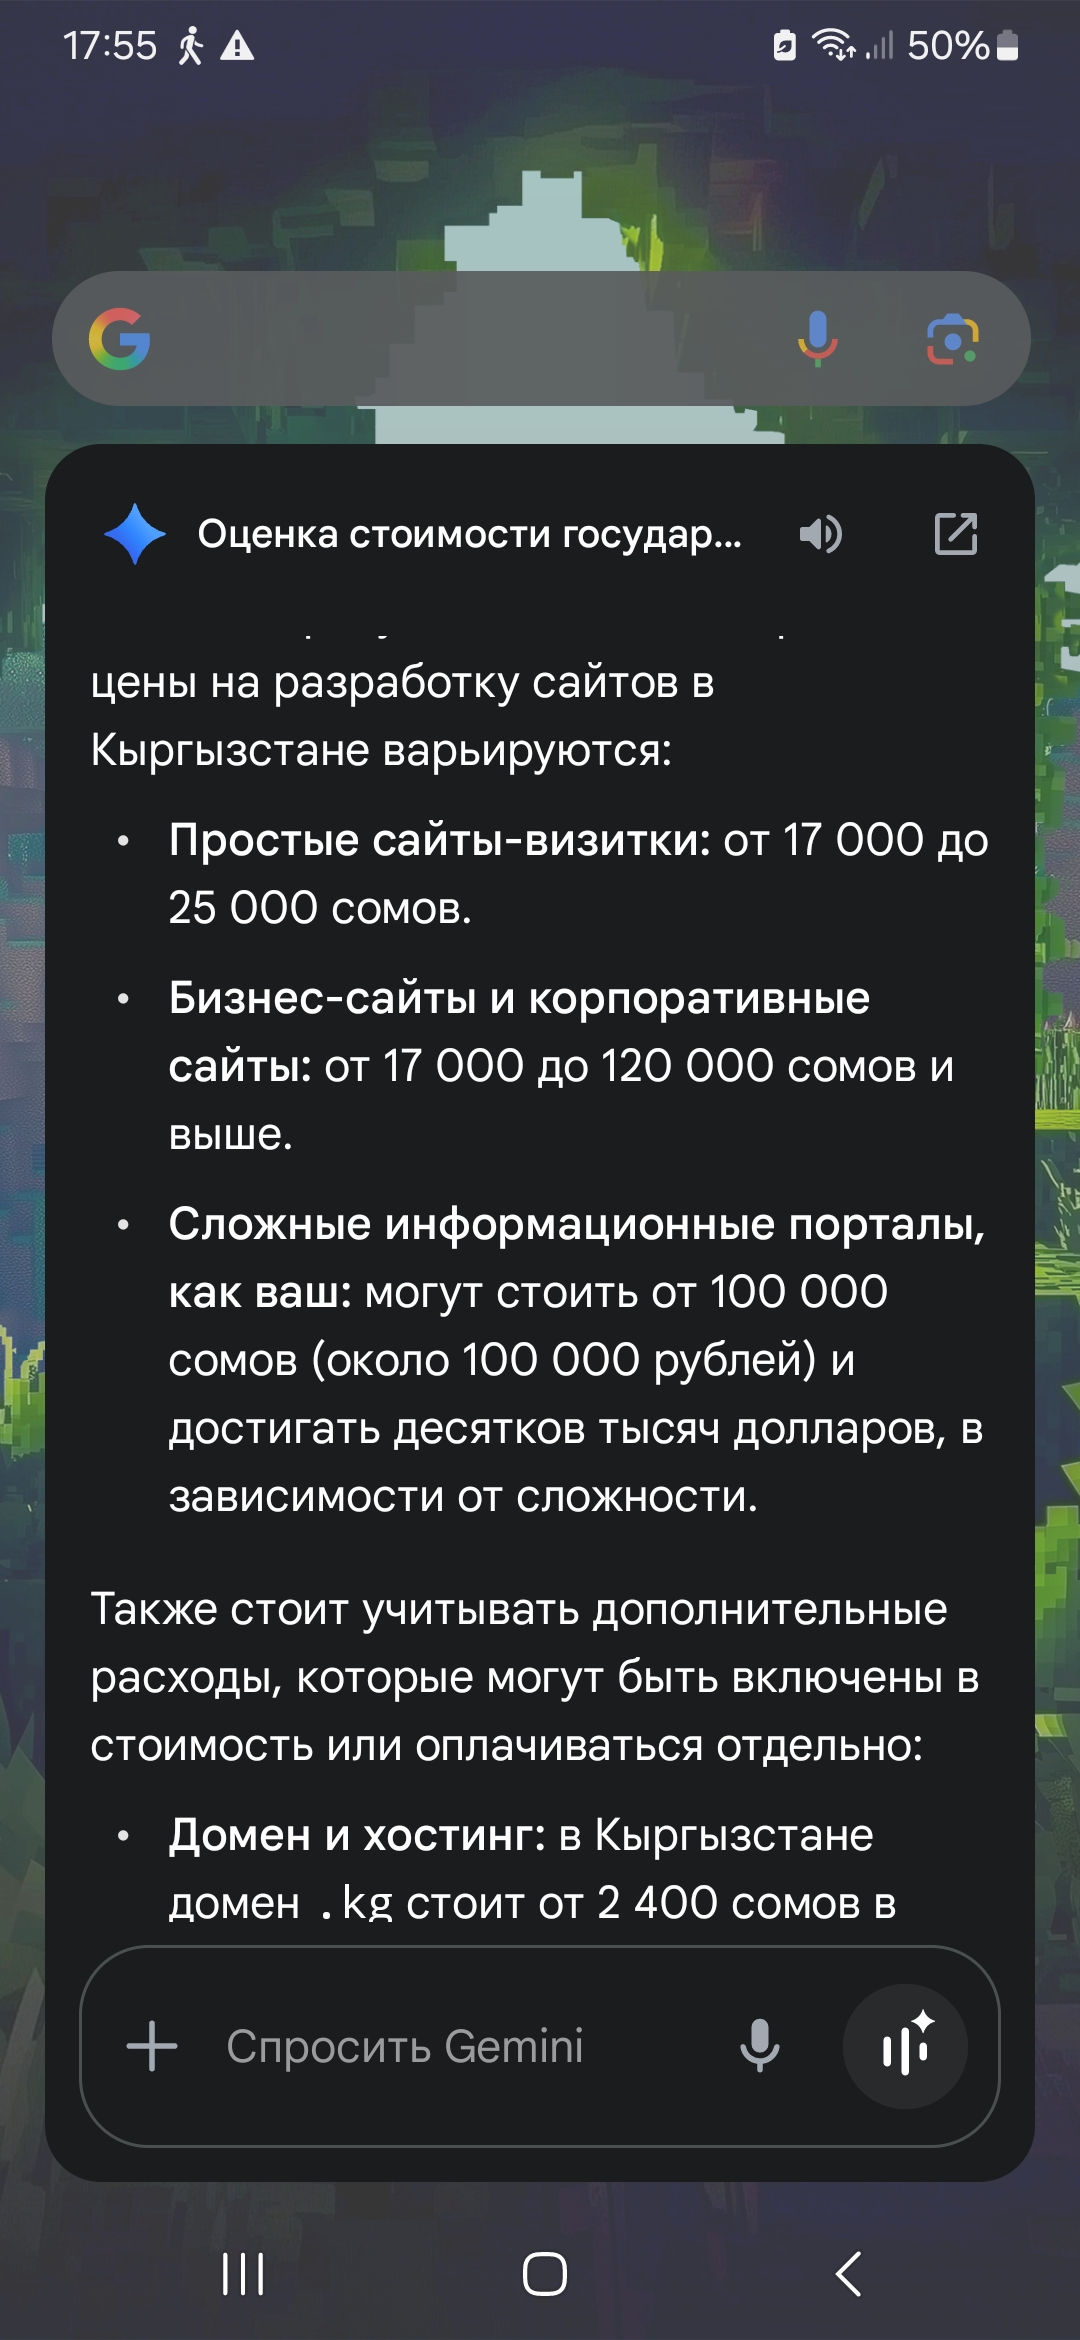 17:55
50%
Оценка стоимости государ...
цены на разработку сайтов в
Кыргызстане варьируются:
• Простые сайты-визитки: от 17 000 до
25 000 сомов.
• Бизнес-сайты и корпоративные
сайты: от 17 000 до 120 000 сомов и
выше.
• Сложные информационные порталы,
как ваш: могут стоить от 100 000
сомов (около 100 000 рублей) и
достигать десятков тысяч долларов, в
зависимости от сложности.
Также стоит учитывать дополнительные
расходы, которые могут быть включены в
стоимость или оплачиваться отдельно:
• Домен и хостинг: в Кыргызстане
домен .kg стоит от 2 400 сомов в
Спросить Gemini